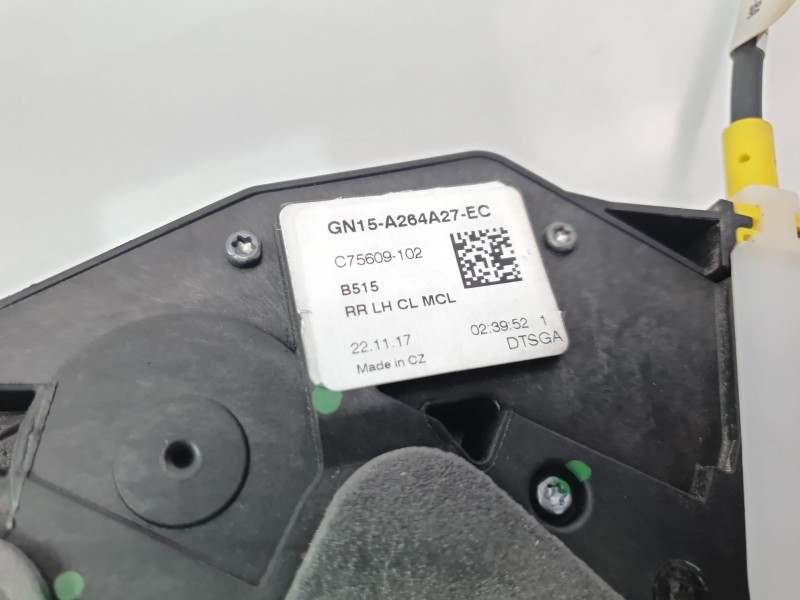 GN15-A264A27-EC
C75609-102
B515
RR LH CL MCL
22.11.17
02:39:52 1
Made in CZ
DTSGA